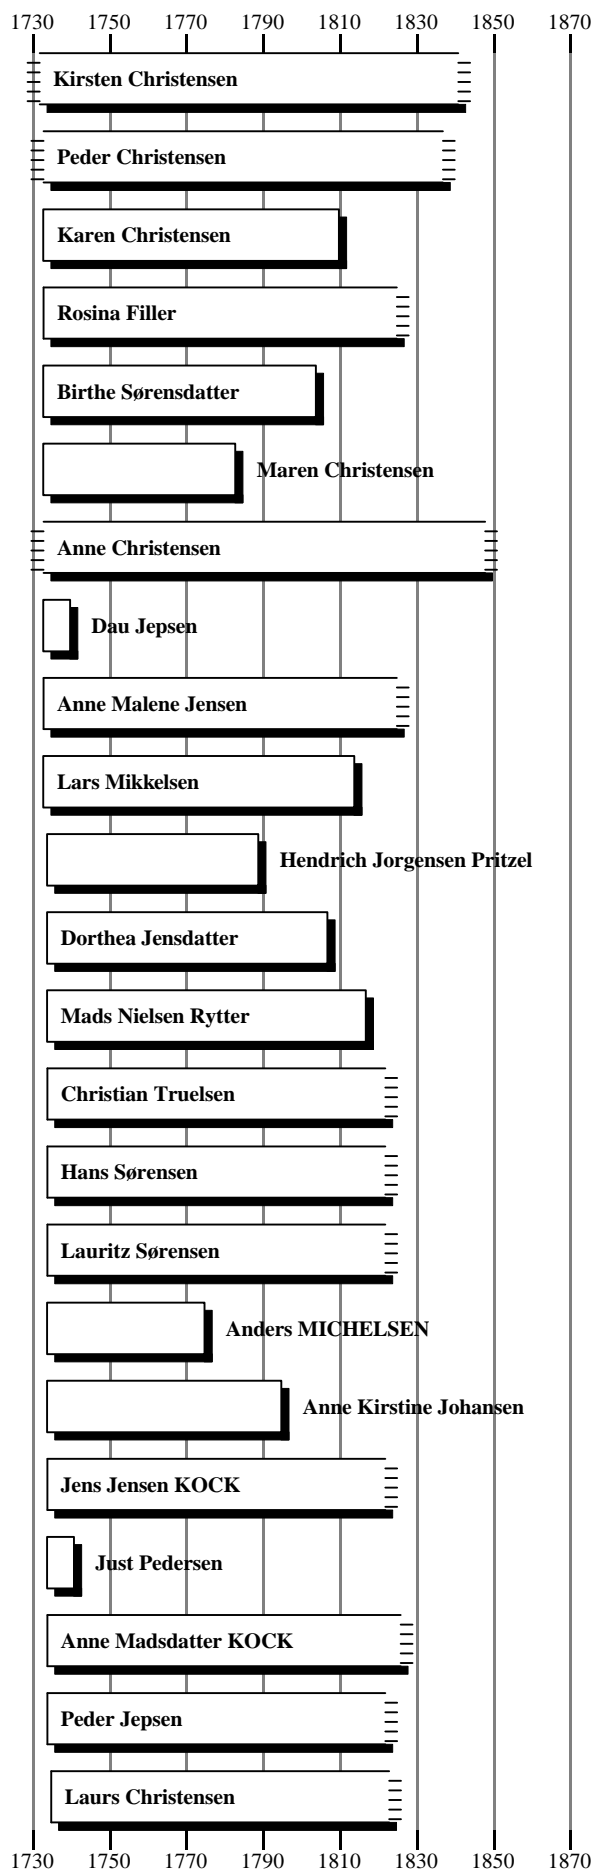 1730 1750 1770 1790 1810 1830 1850 1870
Kirsten Christensen
Peder Christensen
Karen Christensen
Rosina Filler
Birthe Sørensdatter
Maren Christensen
Anne Christensen
Dau Jepsen
Anne Malene Jensen
Lars Mikkelsen
Hendrich Jorgensen Pritzel
Dorthea Jensdatter
Mads Nielsen Rytter
Christian Truelsen
Hans Sørensen
Lauritz Sørensen
Anders MICHELSEN
Anne Kirstine Johansen
Jens Jensen KOCK
Just Pedersen
Anne Madsdatter KOCK
Peder Jepsen
Laurs Christensen
1730 1750 1770 1790 1810 1830 1850 1870